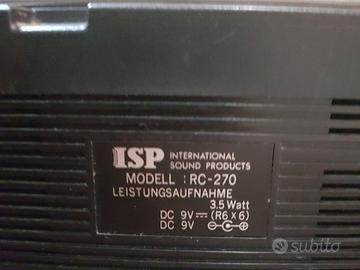 ISP INTERNATIONAL
SOUND PRODUCTS
MODELL : RC-270
LEISTUNGSAUFNAHME
3.5 Watt
DC 9V ⎓ (R6×6)
DC 9V
subito